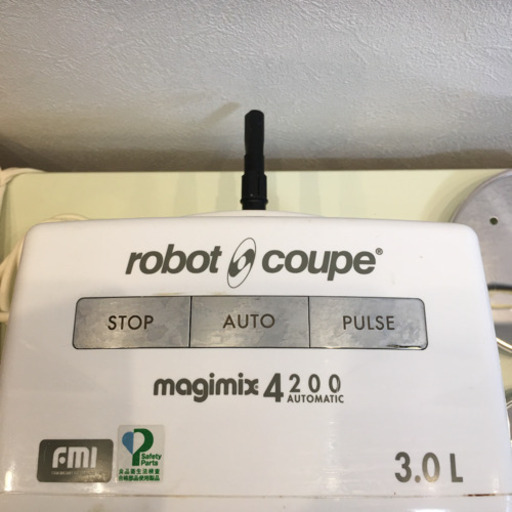 robot coupe®
STOP AUTO PULSE
magimix 4200
AUTOMATIC
FMI
Safety
Parts
3.0 L